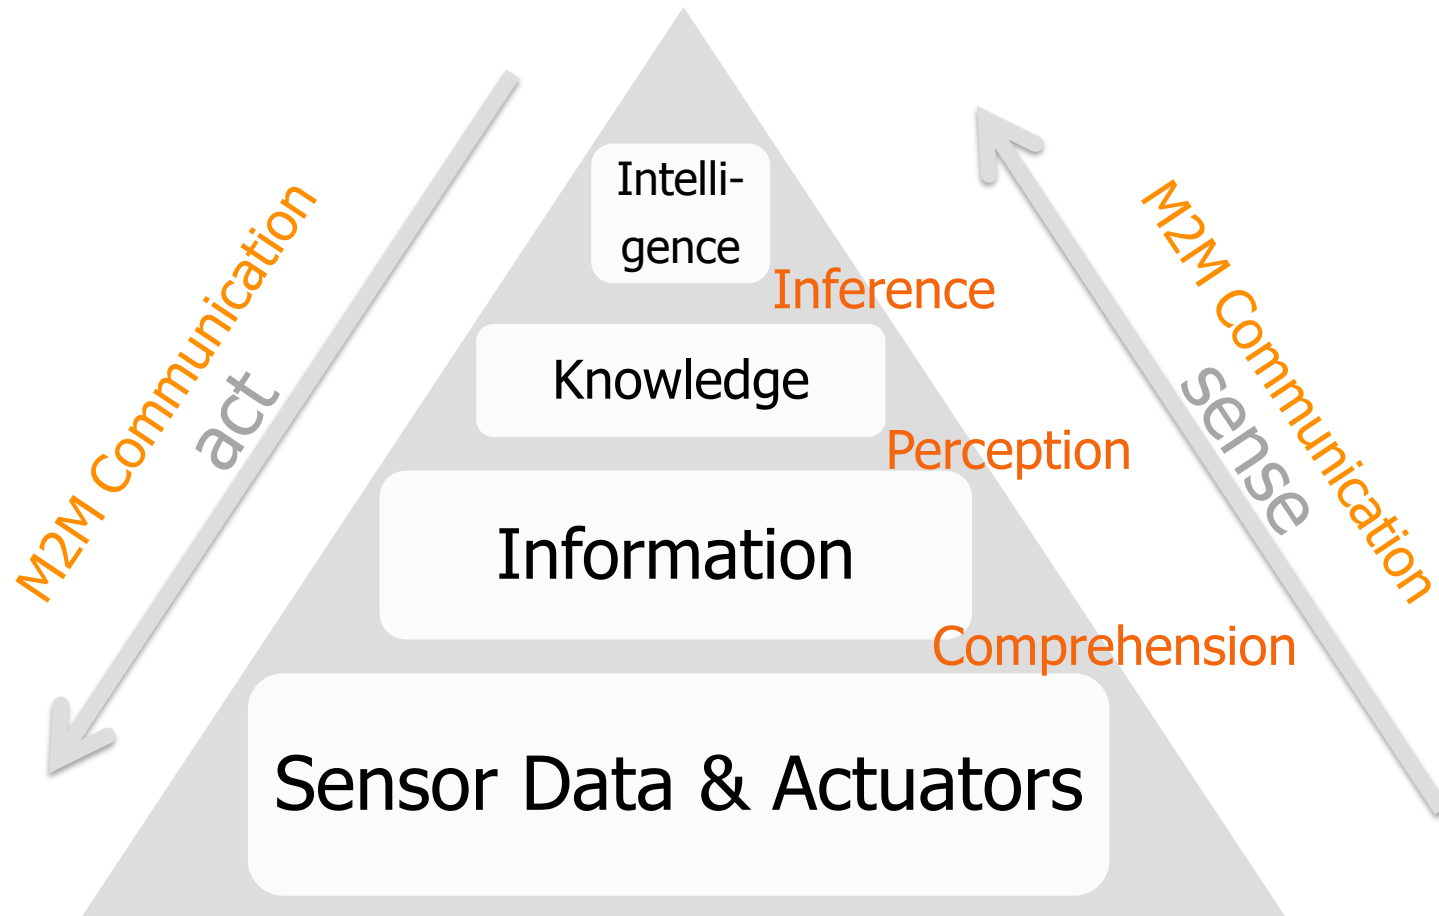 Intelli-
gence
Inference
Knowledge
Perception
Information
Comprehension
Sensor Data & Actuators
M2M Communication
act
M2M Communication
sense